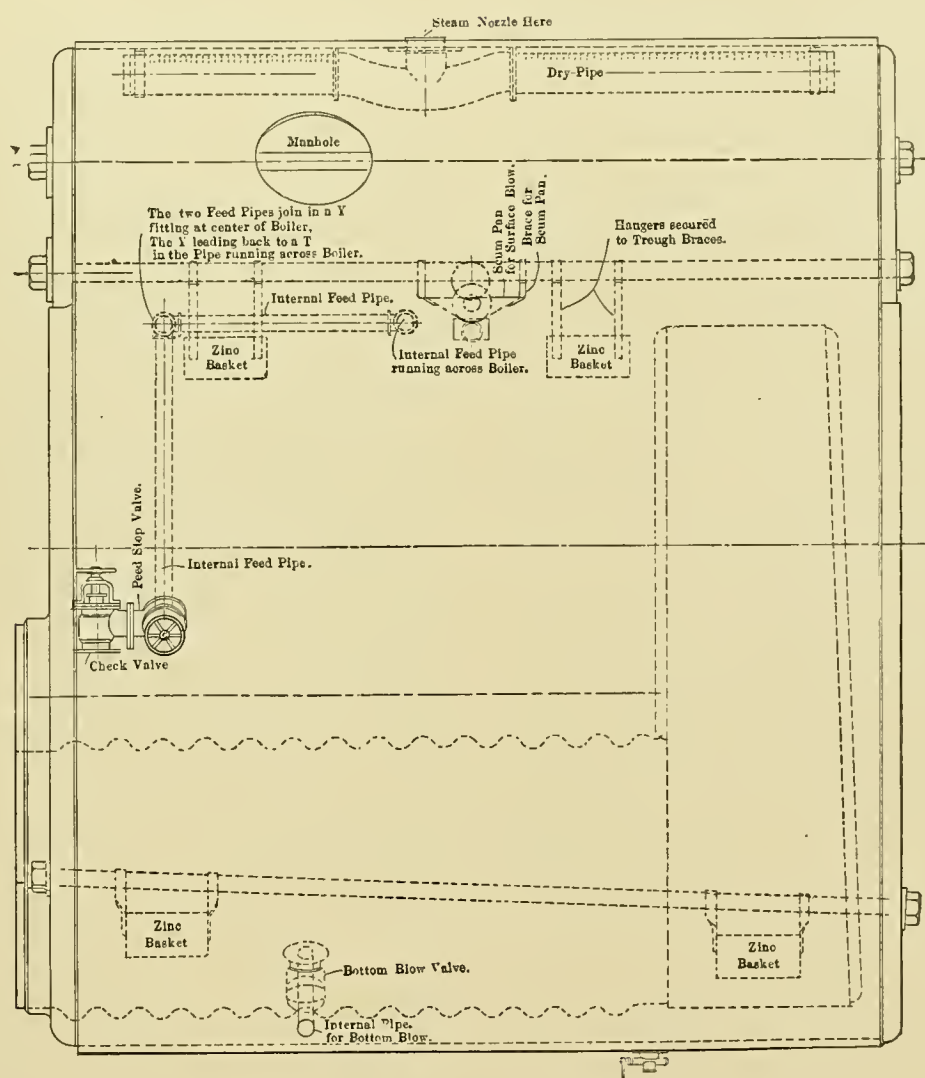 Steam Nozzle Here
Dry-Pipe
Manhole
The two Feed Pipes join in a Y
fitting at center of Boiler,
The Y leading back to a T
in the Pipe running across Boiler.
Scum Pan
for Surface Blow.
Brace for
Scum Pan.
Hangers secured
to Trough Braces.
Internal Feed Pipe.
Zinc
Basket
Internal Feed Pipe
running across Boiler.
Zinc
Basket
Feed Stop Valve.
Internal Feed Pipe.
Check Valve
Zinc
Basket
Zinc
Basket
Bottom Blow Valve.
Internal Pipe.
for Bottom Blow.